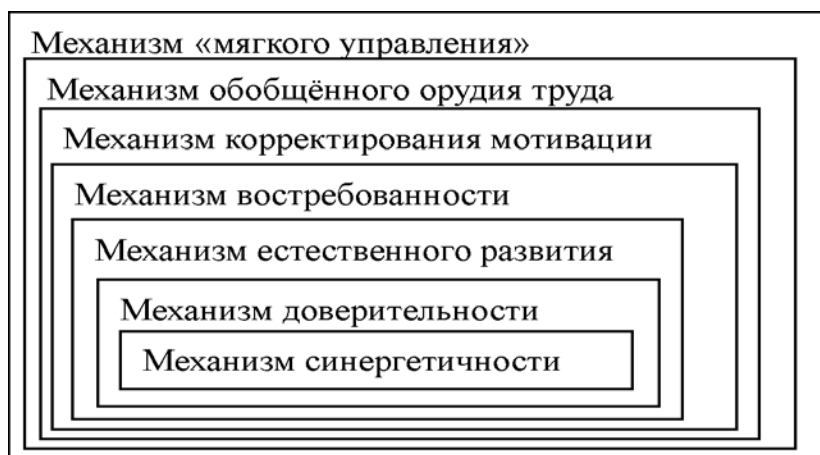 Механизм «мягкого управления»
Механизм обобщённого орудия труда
Механизм корректирования мотивации
Механизм востребованности
Механизм естественного развития
Механизм доверительности
Механизм синергетичности